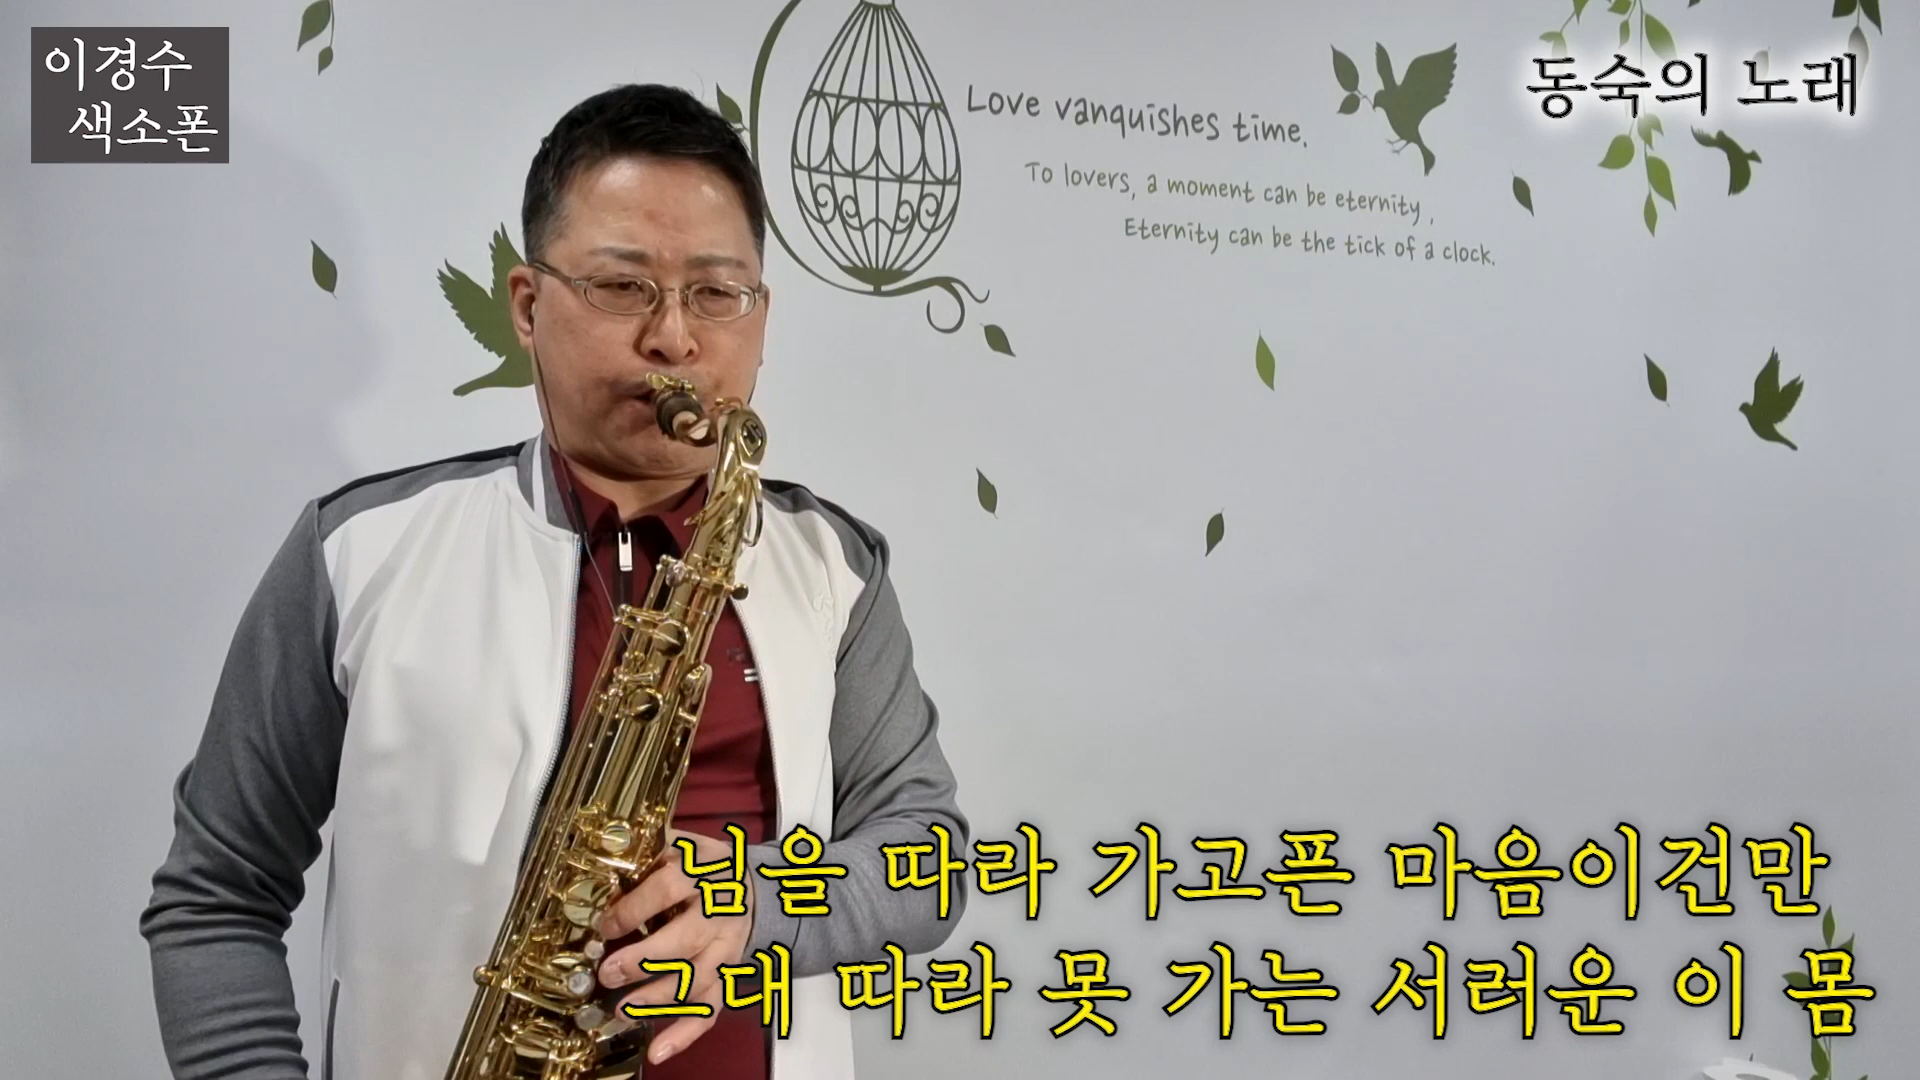 이경수
색소폰
동숙의 노래
Love vanquishes time.
To lovers, a moment can be eternity,
Eternity can be the tick of a clock.
님을 따라 가고픈 마음이건만
그대 따라 못 가는 서러운 이 몸